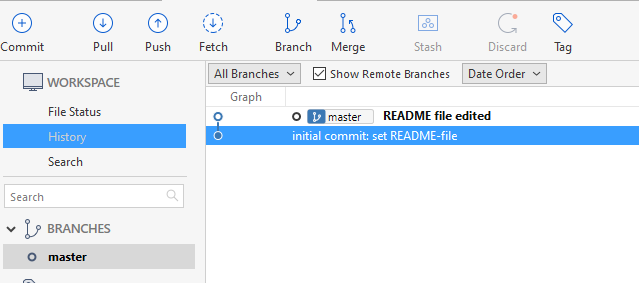 Commit Pull Push Fetch Branch Merge Stash Discard Tag
WORKSPACE
File Status
History
Search
Search
BRANCHES
master
All Branches Show Remote Branches Date Order
Graph
master README file edited
initial commit: set README-file